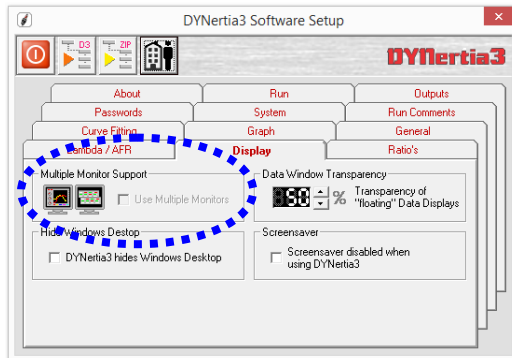 DYNertia3 Software Setup
D3
ZIP
DYNertia3
About
Run
Outputs
Passwords
System
Run Comments
Curve Fitting
Graph
General
Lambda / AFR
Display
Ratio's
Multiple Monitor Support
Use Multiple Monitors
Data Window Transparency
50 %
Transparency of
"floating" Data Displays
Hide Windows Destop
DYNertia3 hides Windows Desktop
Screensaver
Screensaver disabled when
using DYNertia3